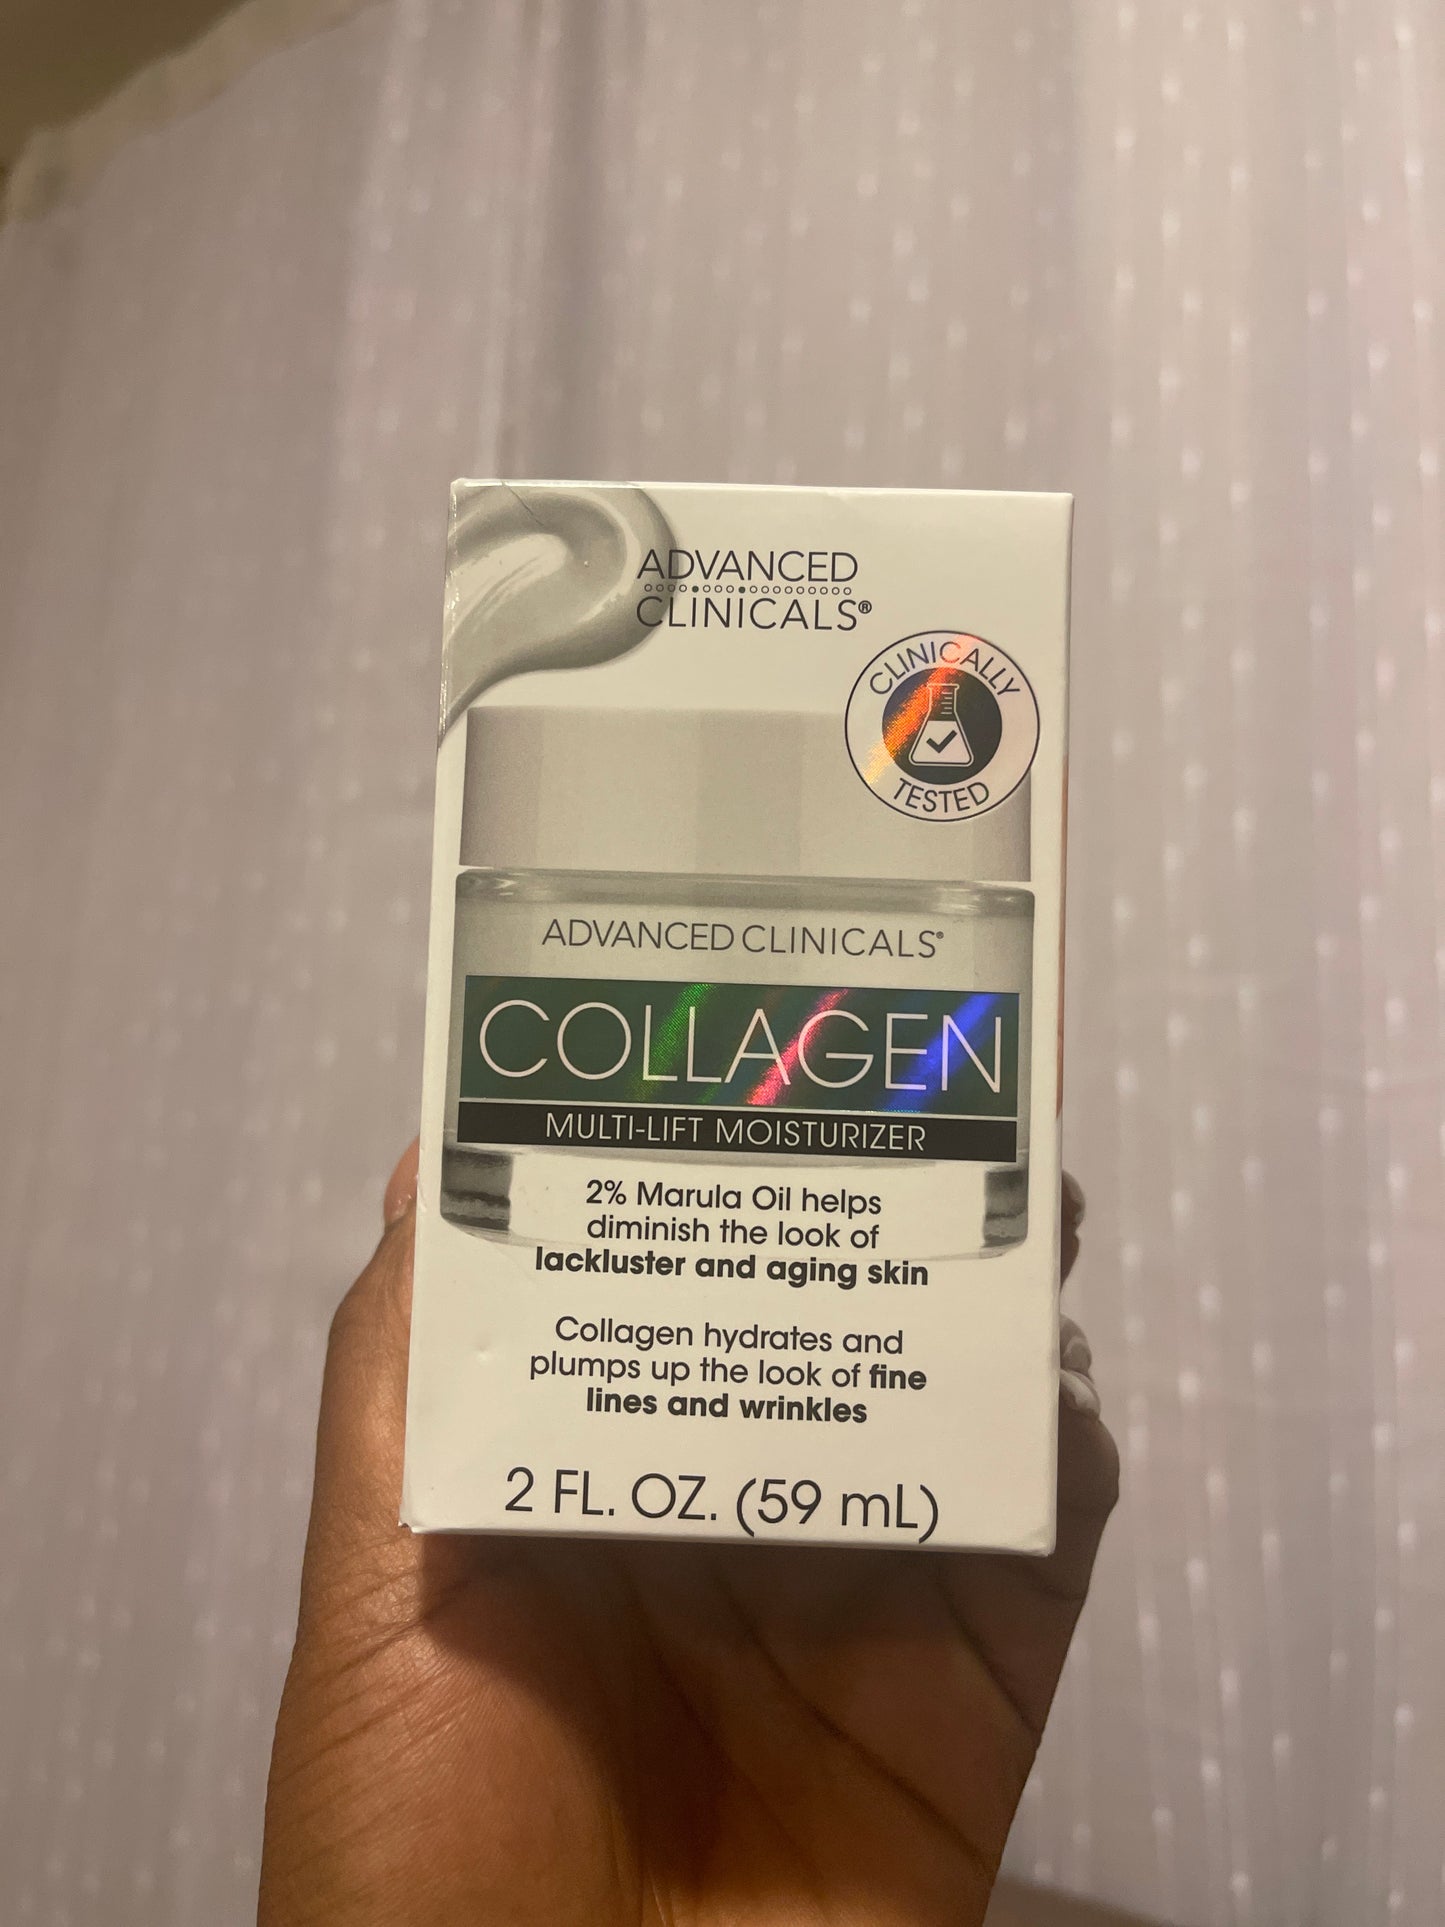 ADVANCED
CLINICALS®
CLINICALLY
TESTED
ADVANCED CLINICALS®
COLLAGEN
MULTI-LIFT MOISTURIZER
2% Marula Oil helps
diminish the look of
lackluster and aging skin
Collagen hydrates and
plumps up the look of fine
lines and wrinkles
2 FL. OZ. (59 mL)